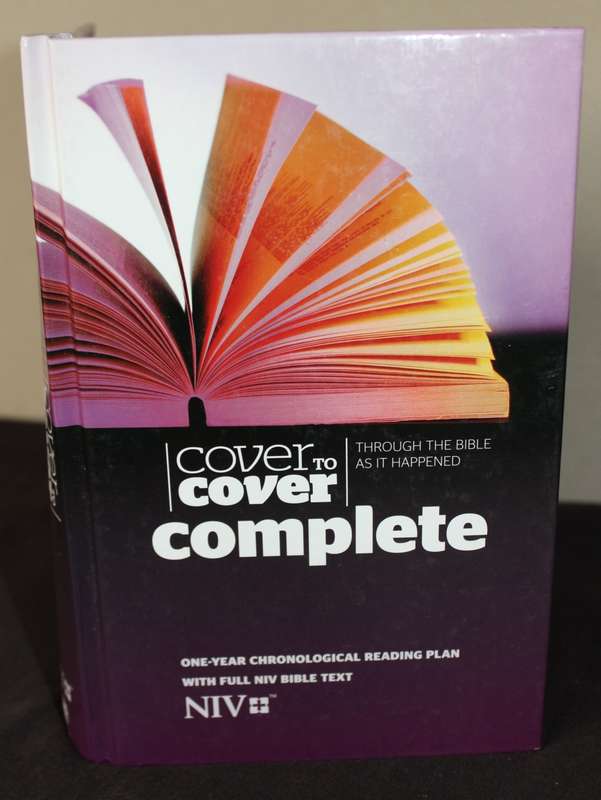 cover TO
cover
THROUGH THE BIBLE
AS IT HAPPENED
complete
ONE-YEAR CHRONOLOGICAL READING PLAN
WITH FULL NIV BIBLE TEXT
NIV™